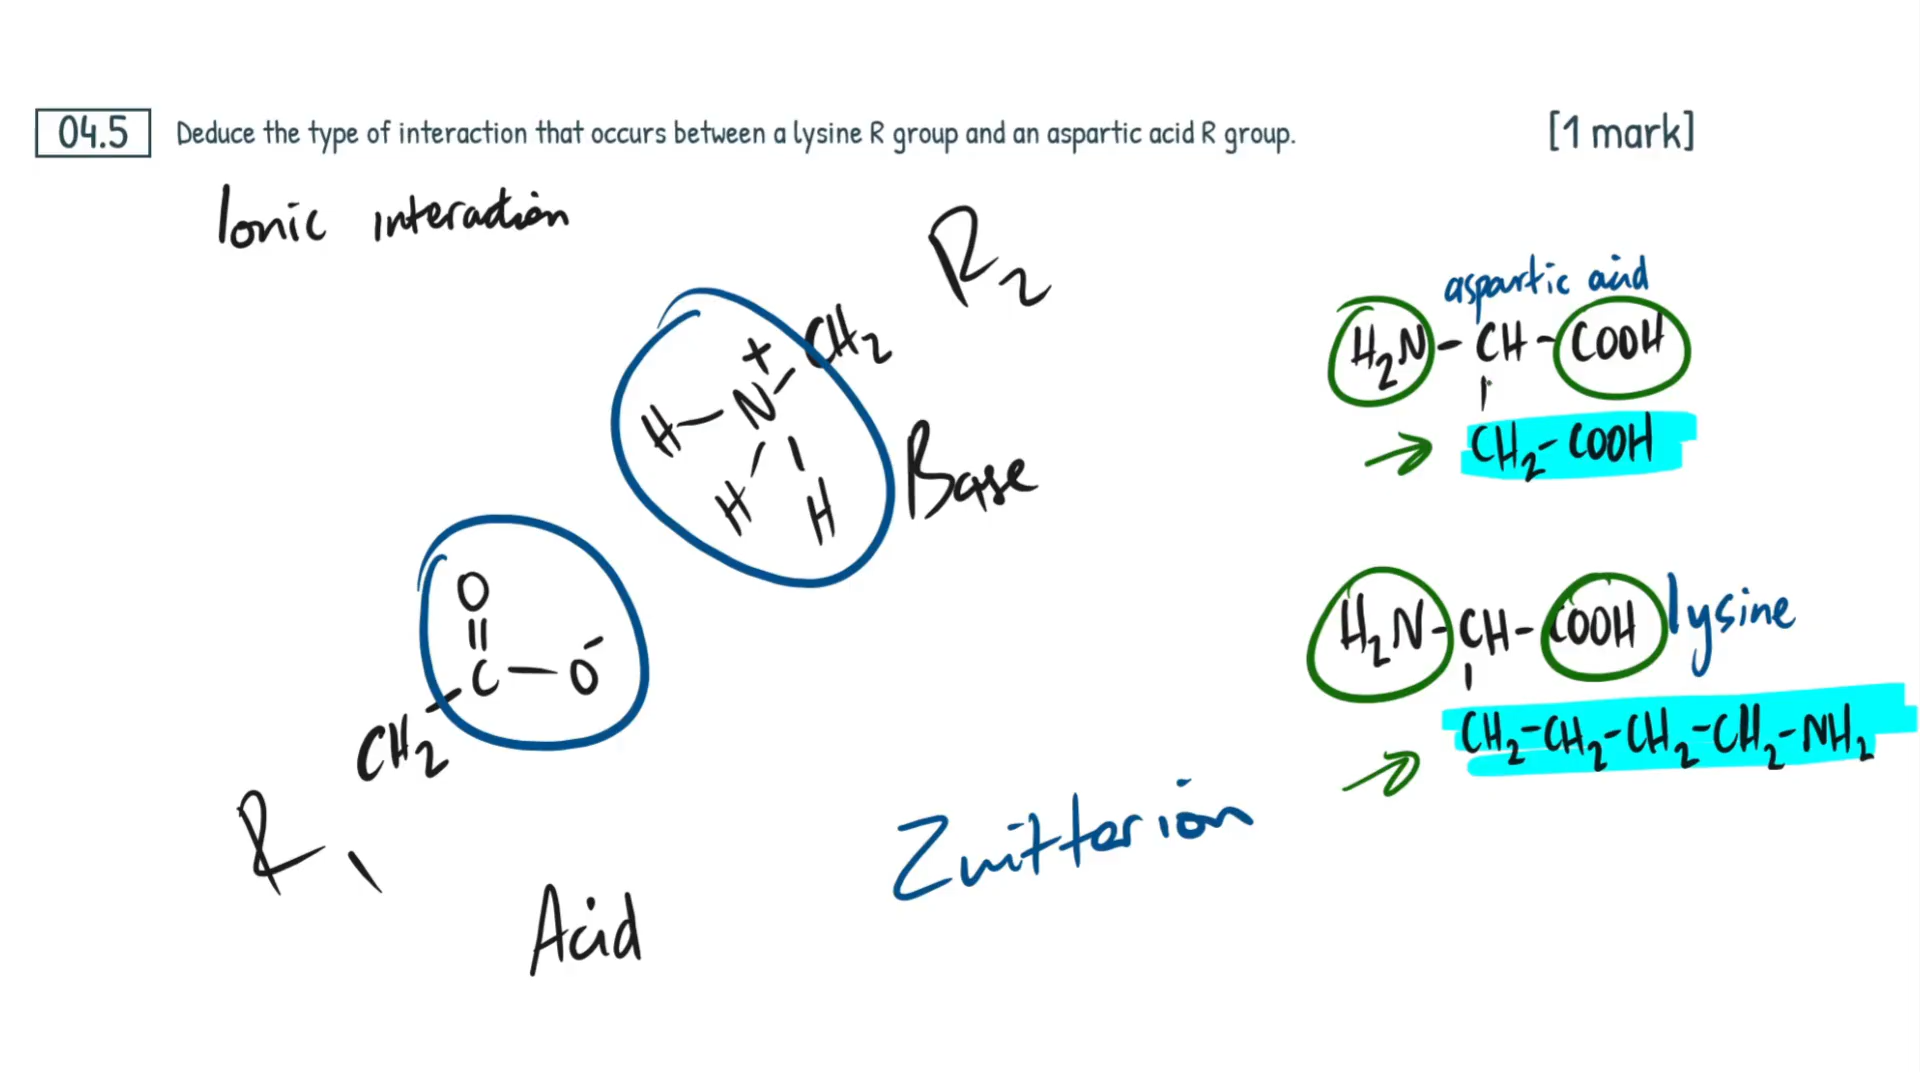 04.5 Deduce the type of interaction that occurs between a lysine R group and an aspartic acid R group. [1 mark]
Ionic interaction
R2
CH2
+
H - N
H H
Base
O
||
C - O-
CH2
R1
Acid
Zwitterion
aspartic acid
H2N - CH - COOH
CH2 - COOH
H2N - CH - COOH lysine
CH2 - CH2 - CH2 - CH2 - NH2